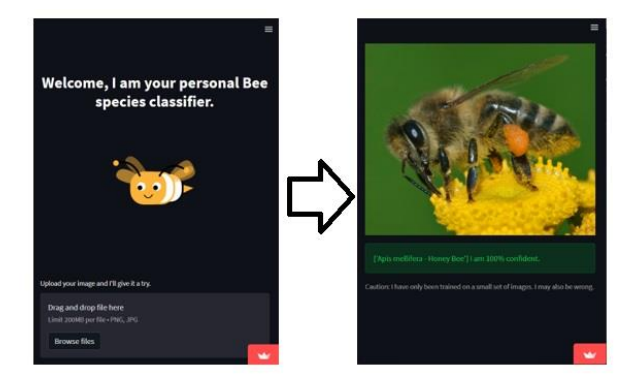 Welcome, I am your personal Bee
species classifier.
Upload your image and I'll give it a try.
Drag and drop file here
Limit 200MB per file • PNG, JPG
Browse files
['Apis mellifera - Honey Bee'] I am 100% confident.
Caution: I have only been trained on a small set of images. I may also be wrong.